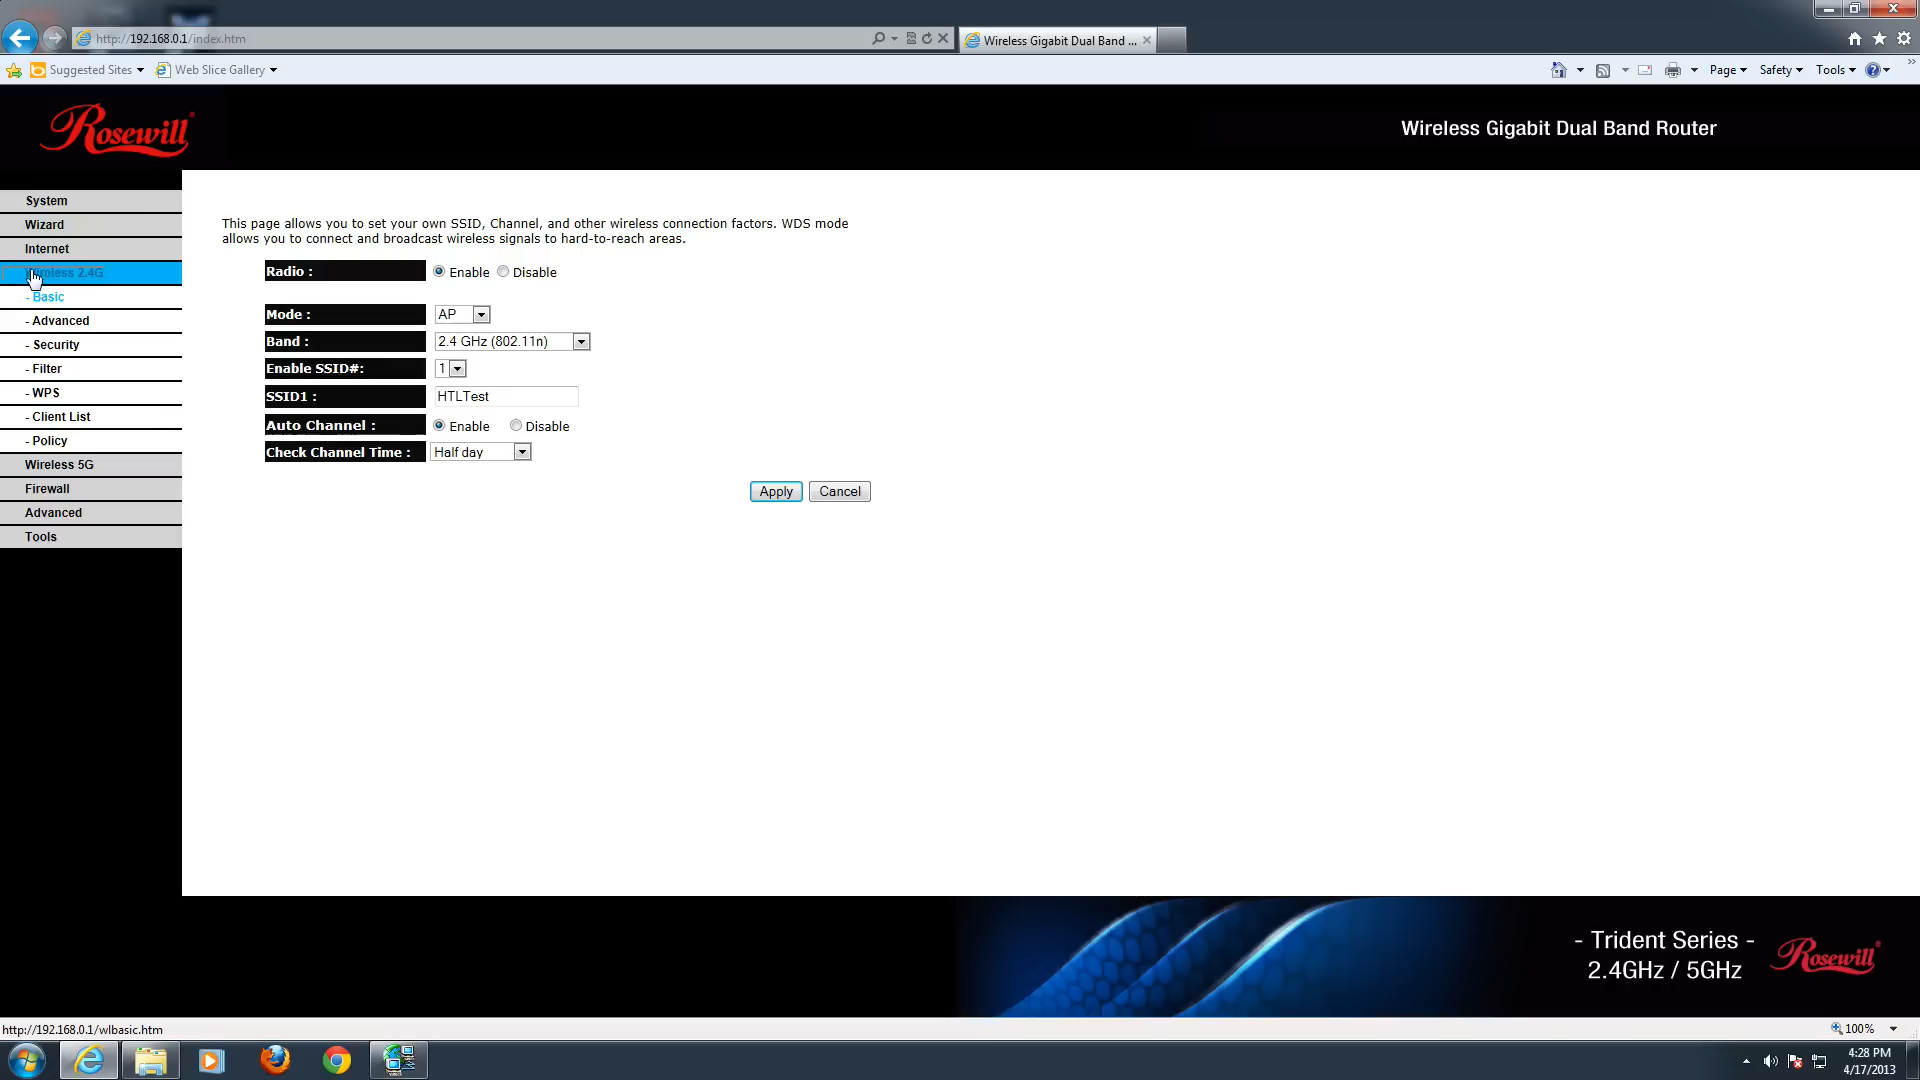 http://192.168.0.1/index.htm
Wireless Gigabit Dual Band ...
Suggested Sites
Web Slice Gallery
Page
Safety
Tools
Rosewill
Wireless Gigabit Dual Band Router
System
Wizard
Internet
Wireless 2.4G
- Basic
- Advanced
- Security
- Filter
- WPS
- Client List
- Policy
Wireless 5G
Firewall
Advanced
Tools
This page allows you to set your own SSID, Channel, and other wireless connection factors. WDS mode
allows you to connect and broadcast wireless signals to hard-to-reach areas.
Radio : Enable Disable
Mode : AP
Band : 2.4 GHz (802.11n)
Enable SSID#: 1
SSID1 : HTLTest
Auto Channel : Enable Disable
Check Channel Time : Half day
Apply Cancel
- Trident Series -
2.4GHz / 5GHz
Rosewill
http://192.168.0.1/wlbasic.htm
100%
4:28 PM
4/17/2013